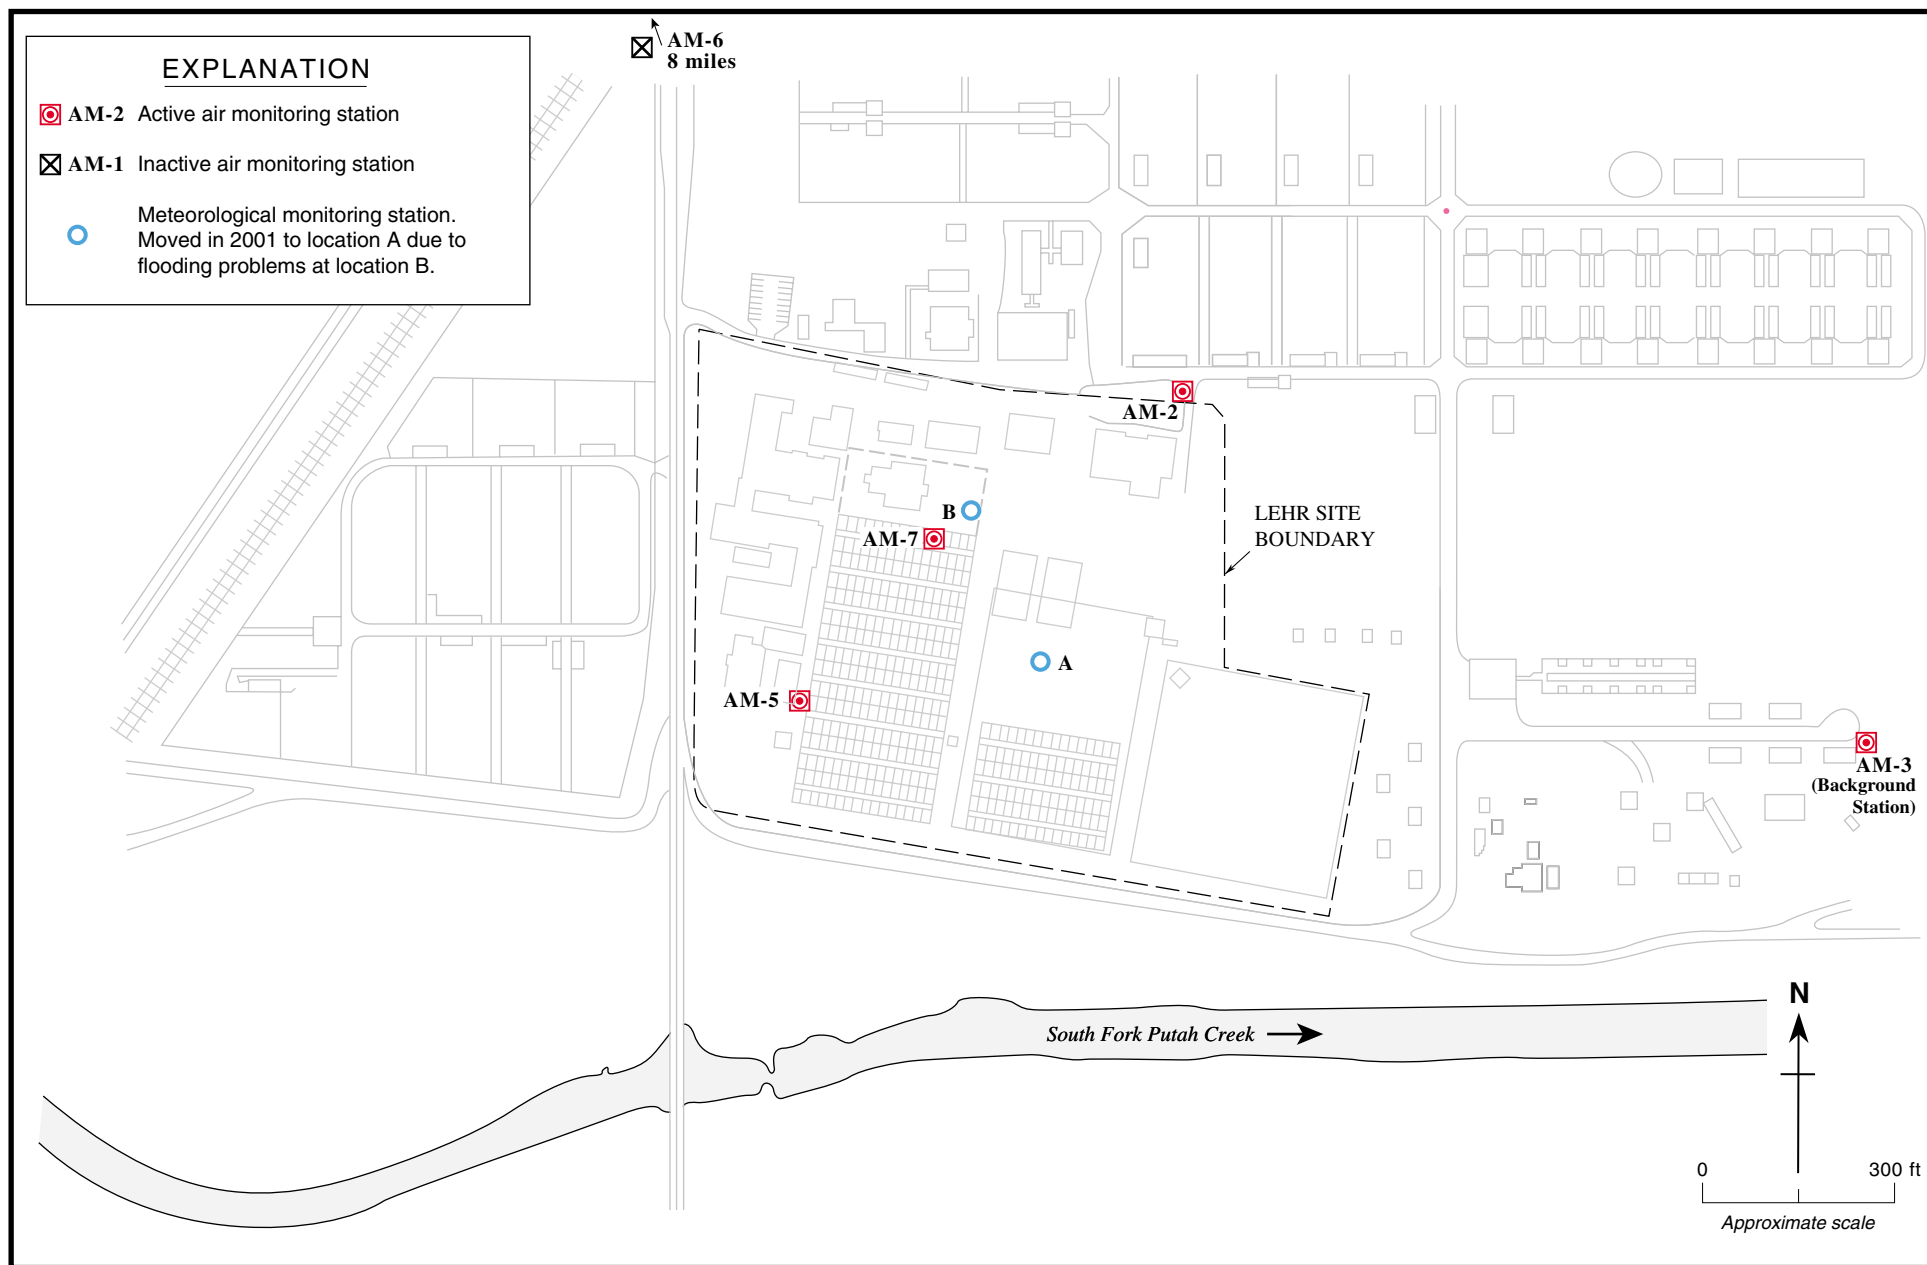 EXPLANATION
AM-2 Active air monitoring station
AM-1 Inactive air monitoring station
Meteorological monitoring station.
Moved in 2001 to location A due to
flooding problems at location B.
AM-6
8 miles
AM-2
B
AM-7
LEHR SITE
BOUNDARY
A
AM-5
AM-3
(Background
Station)
South Fork Putah Creek
N
0 300 ft
Approximate scale